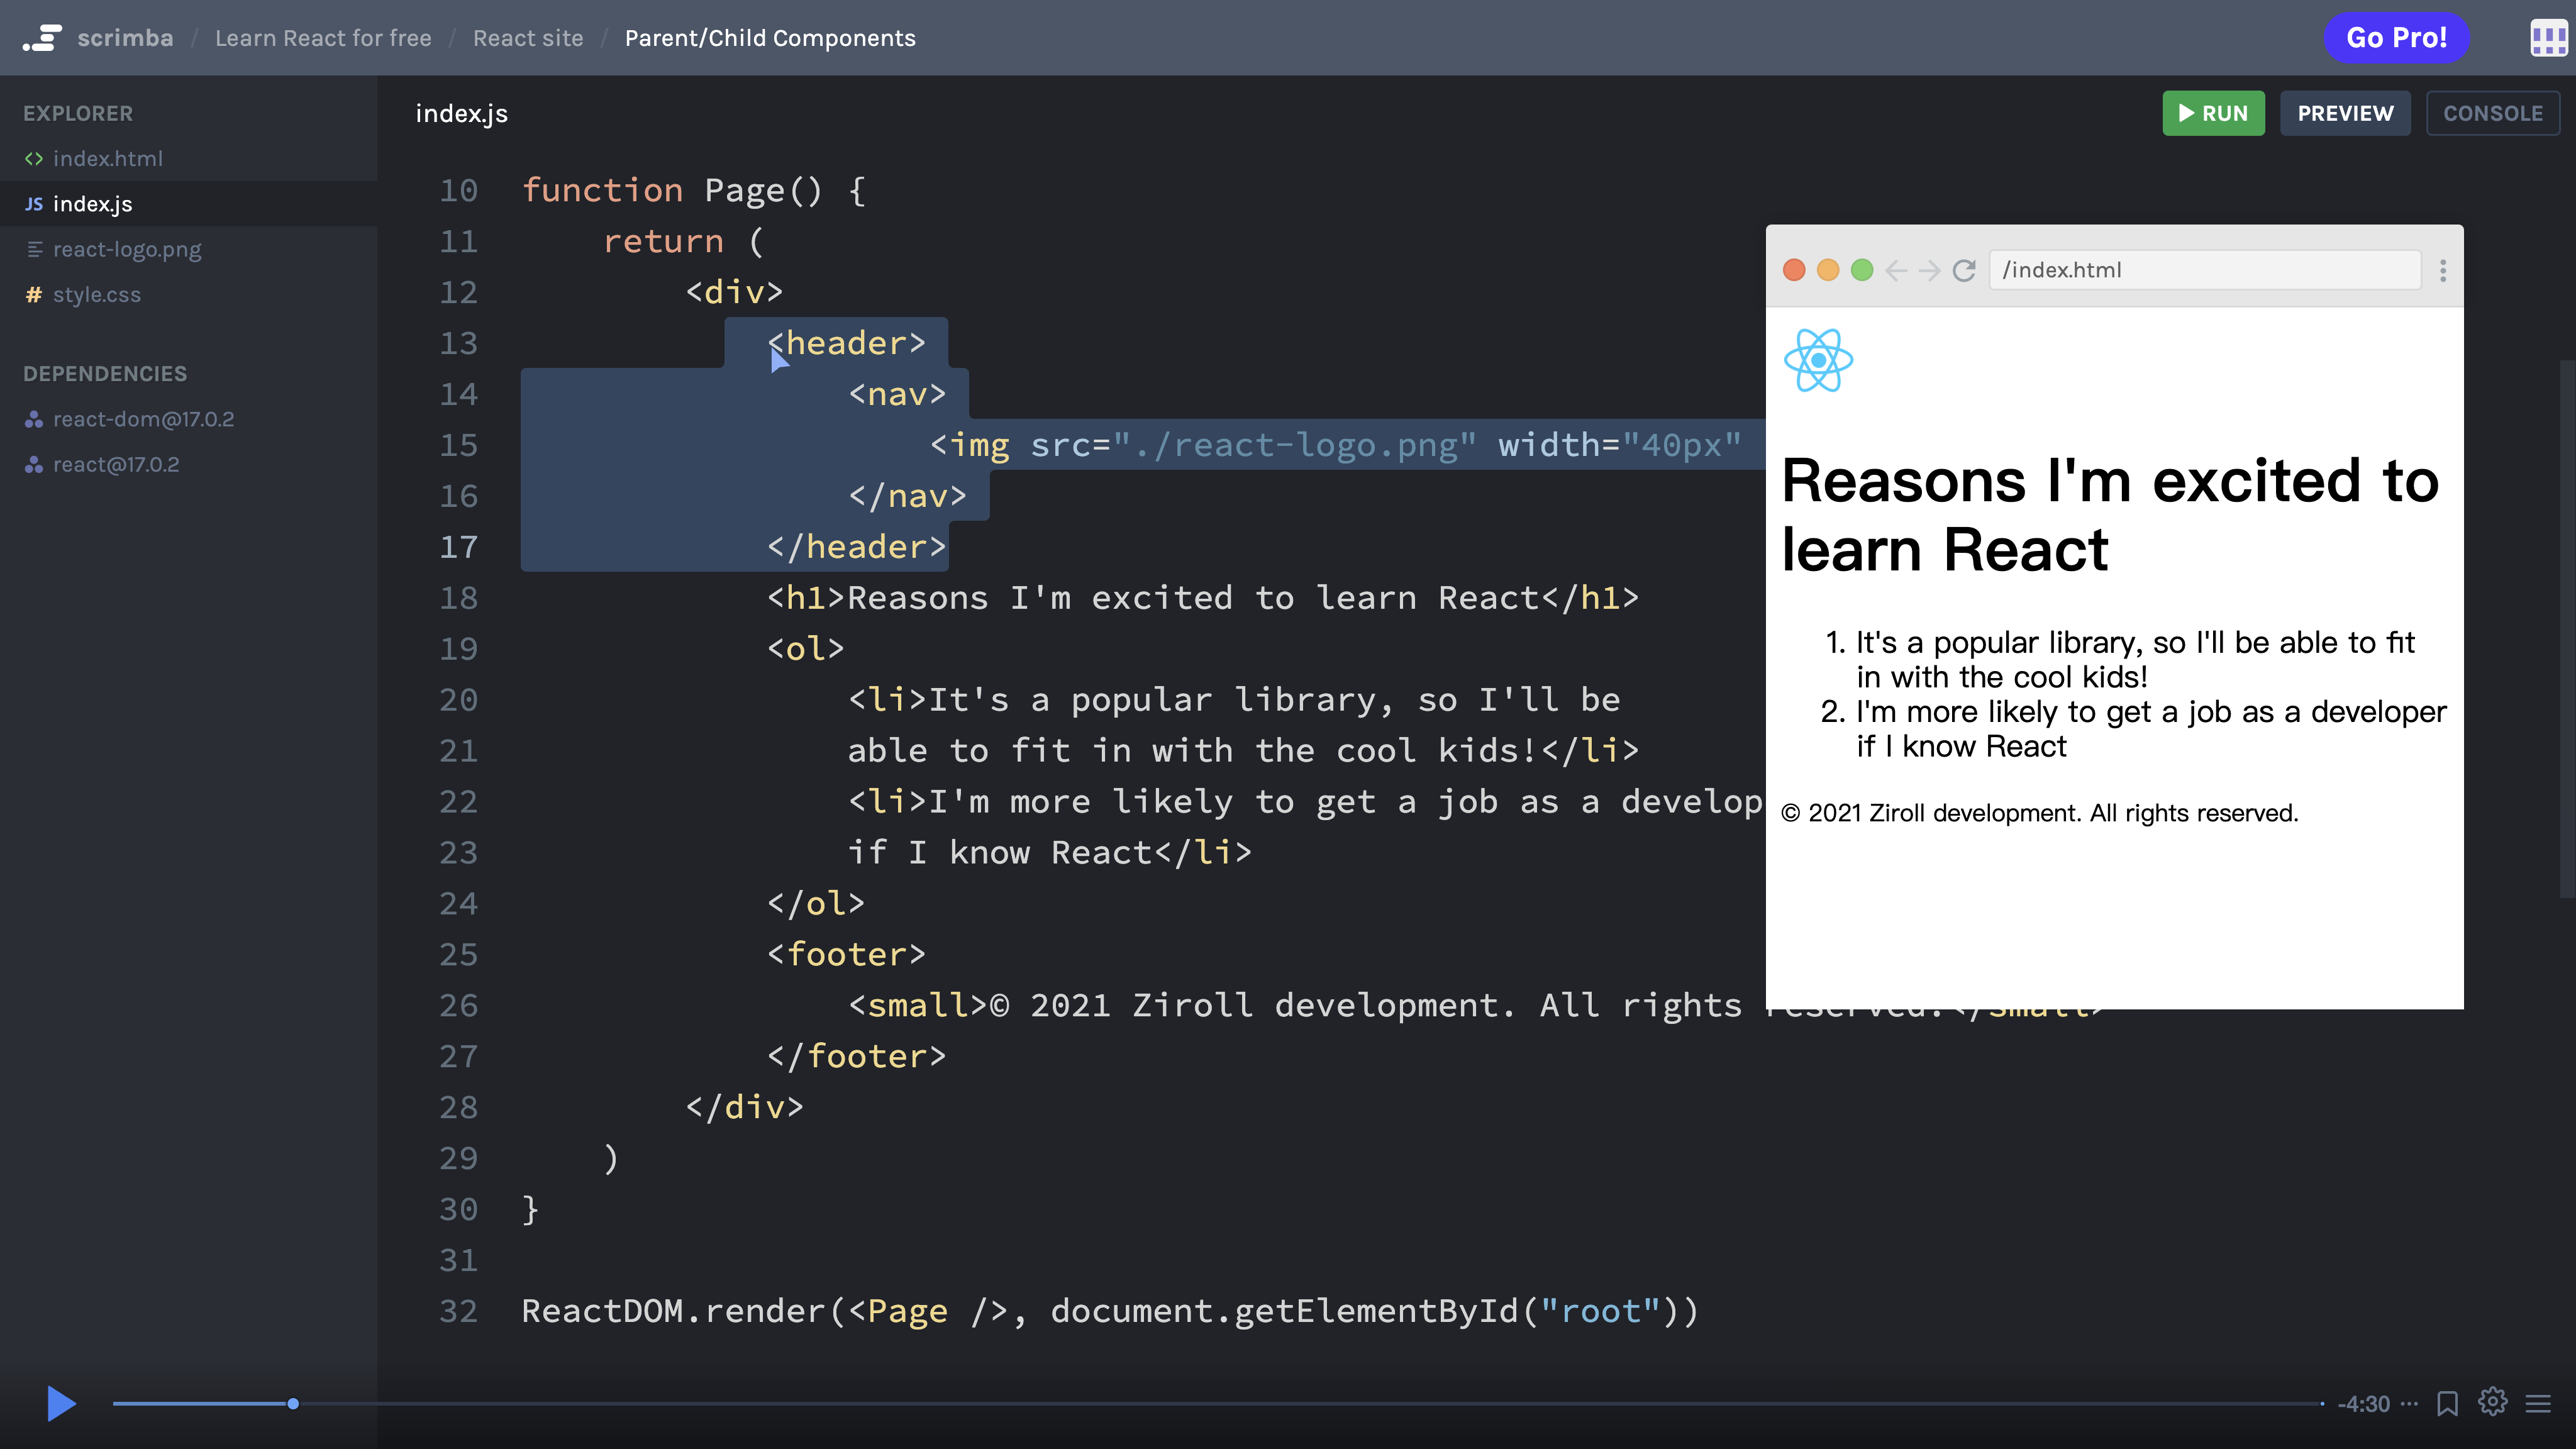 scrimba / Learn React for free / React site / Parent/Child Components
Go Pro!
EXPLORER
index.html
JS index.js
react-logo.png
# style.css
DEPENDENCIES
react-dom@17.0.2
react@17.0.2
index.js
RUN
PREVIEW
CONSOLE
10 function Page() {
11 return (
12 <div>
13 <header>
14 <nav>
15 <img src="./react-logo.png" width="40px"
16 </nav>
17 </header>
18 <h1>Reasons I'm excited to learn React</h1>
19 <ol>
20 <li>It's a popular library, so I'll be
21 able to fit in with the cool kids!</li>
22 <li>I'm more likely to get a job as a develop
23 if I know React</li>
24 </ol>
25 <footer>
26 <small>© 2021 Ziroll development. All rights reserved.</small>
27 </footer>
28 </div>
29 )
30 }
31
32 ReactDOM.render(<Page />, document.getElementById("root"))
/index.html
Reasons I'm excited to
learn React
1. It's a popular library, so I'll be able to fit
in with the cool kids!
2. I'm more likely to get a job as a developer
if I know React
© 2021 Ziroll development. All rights reserved.
-4:30